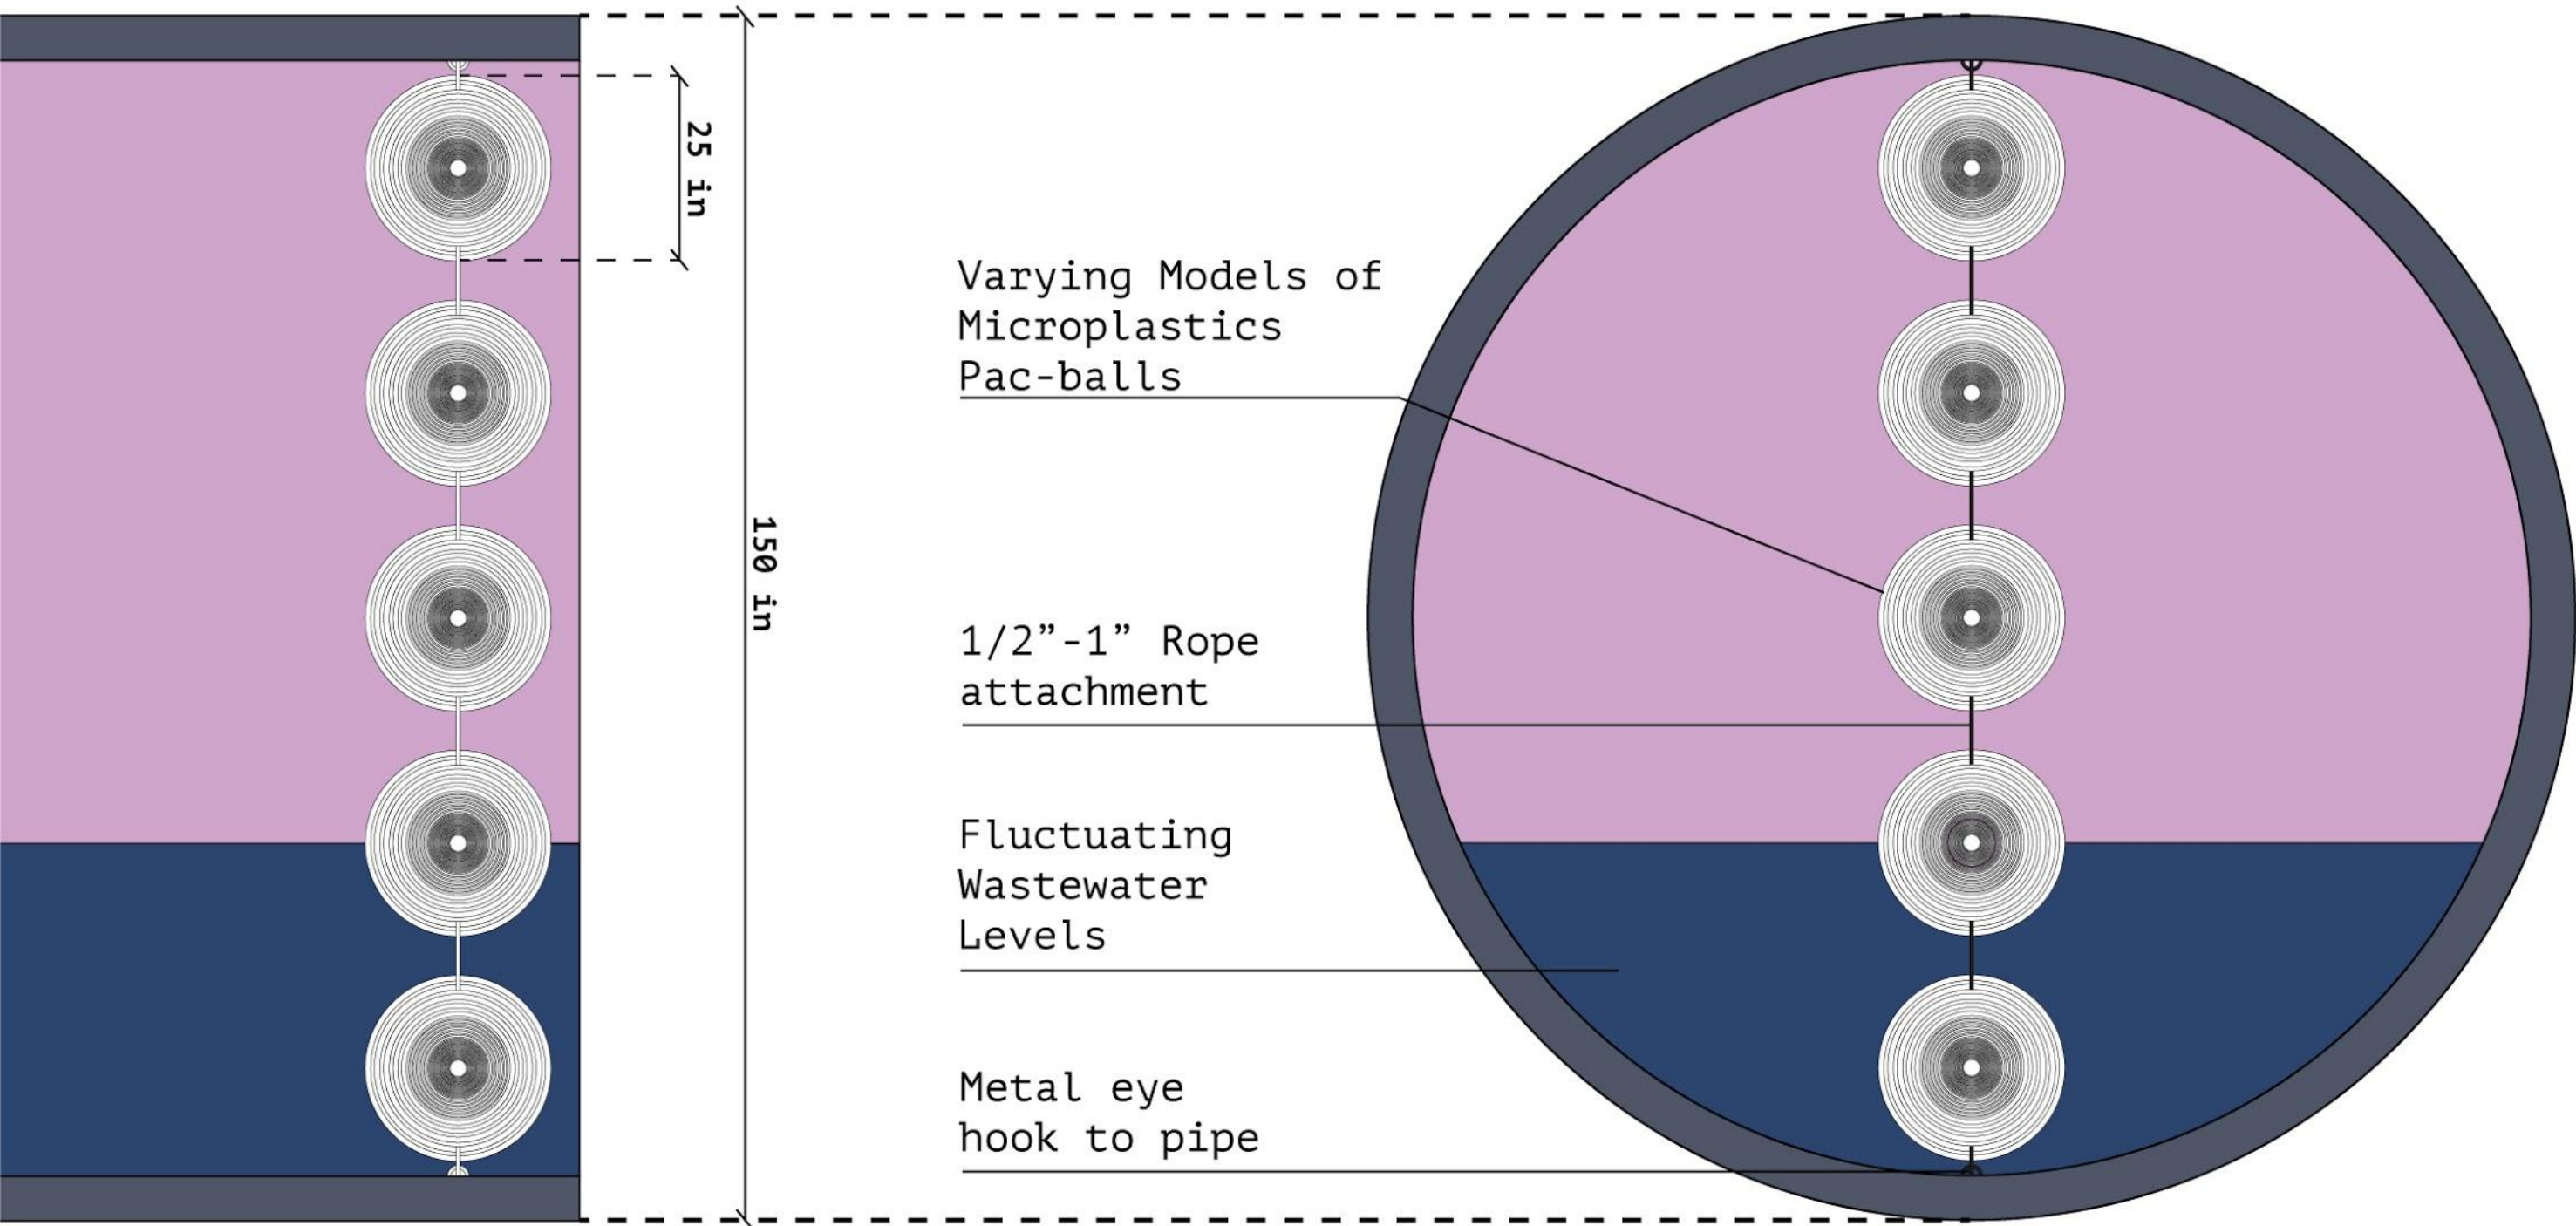 25 in
150 in
Varying Models of
Microplastics
Pac-balls
1/2”-1” Rope
attachment
Fluctuating
Wastewater
Levels
Metal eye
hook to pipe